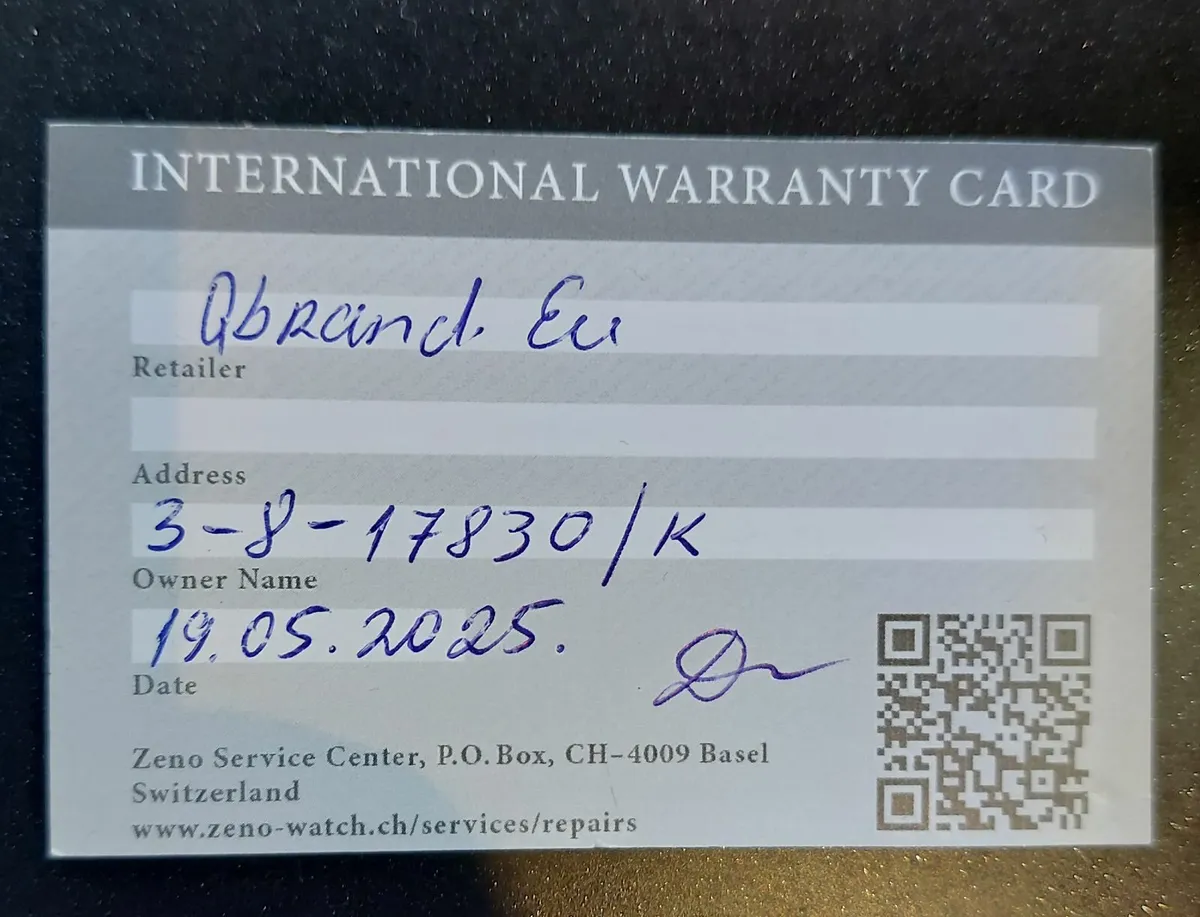 INTERNATIONAL WARRANTY CARD
Qbrand Eu
Retailer
Address
3-8-17830/K
Owner Name
19.05.2025.
Date
Zeno Service Center, P.O. Box, CH-4009 Basel
Switzerland
www.zeno-watch.ch/services/repairs